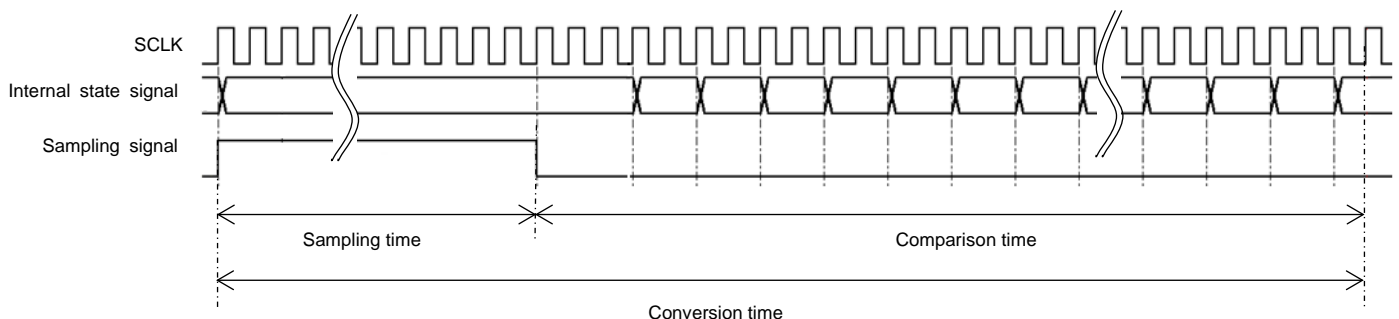 SCLK
Internal state signal
Sampling signal
Sampling time
Comparison time
Conversion time